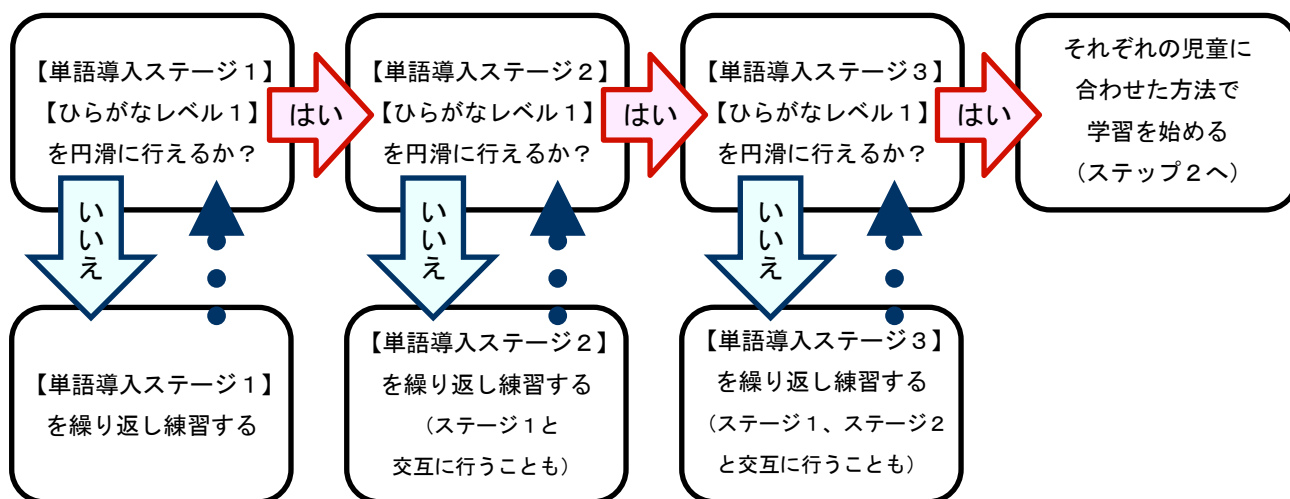 【単語導入ステージ１】
【ひらがなレベル１】
を円滑に行えるか？
はい
【単語導入ステージ２】
【ひらがなレベル１】
を円滑に行えるか？
はい
【単語導入ステージ３】
【ひらがなレベル１】
を円滑に行えるか？
はい
それぞれの児童に
合わせた方法で
学習を始める
（ステップ２へ）
いいえ
いいえ
いいえ
【単語導入ステージ１】
を繰り返し練習する
【単語導入ステージ２】
を繰り返し練習する
（ステージ１と
交互に行うことも）
【単語導入ステージ３】
を繰り返し練習する
（ステージ１、ステージ２
と交互に行うことも）